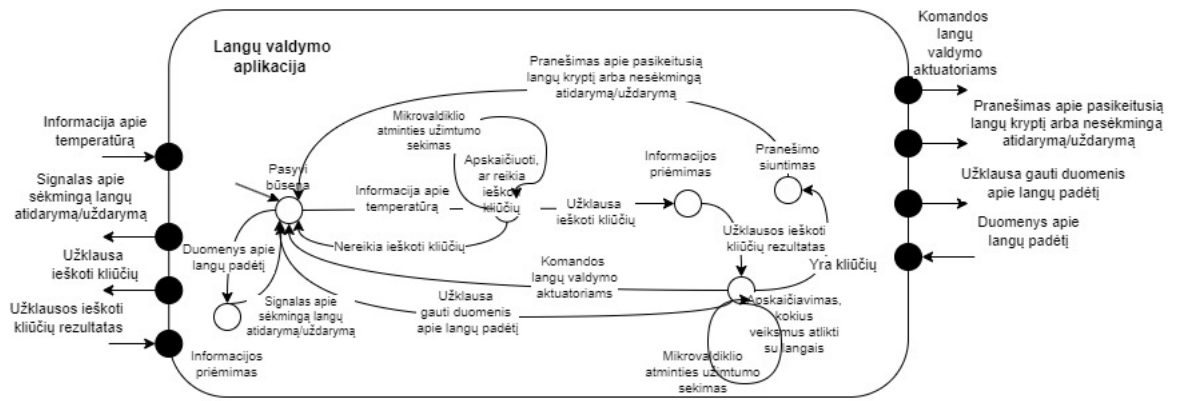 Langų valdymo
aplikacija
Informacija apie
temperatūrą
Signalas apie
sėkmingą langų
atidarymą/uždarymą
Užklausa
ieškoti kliūčių
Užklausos ieškoti
kliūčių rezultatas
Pranešimas apie pasikeitusią
langų kryptį arba nesėkmingą
atidarymą/uždarymą
Mikrovaldiklio
atminties užimtumo
sekimas
Pasyvi
būsena
Informacija apie
temperatūrą
Apskaičiuoti,
ar reikia
ieškoti
kliūčių
Užklausa
ieškoti kliūčių
Informacijos
priėmimas
Pranešimo
siuntimas
Nereikia ieškoti kliūčių
Duomenys apie
langų padėtį
Užklausos ieškoti
kliūčių rezultatas
Yra kliūčių
Komandos
langų valdymo
aktuatoriams
Signalas apie
sėkmingą langų
atidarymą/uždarymą
Užklausa
gauti duomenis
apie langų padėtį
Apskaičiavimas,
kokius
veiksmus atlikti
su langais
Informacijos
priėmimas
Mikrovaldiklio
atminties užimtumo
sekimas
Komandos
langų
valdymo
aktuatoriams
Pranešimas apie pasikeitusią
langų kryptį arba nesėkmingą
atidarymą/uždarymą
Užklausa gauti duomenis
apie langų padėtį
Duomenys apie
langų padėtį